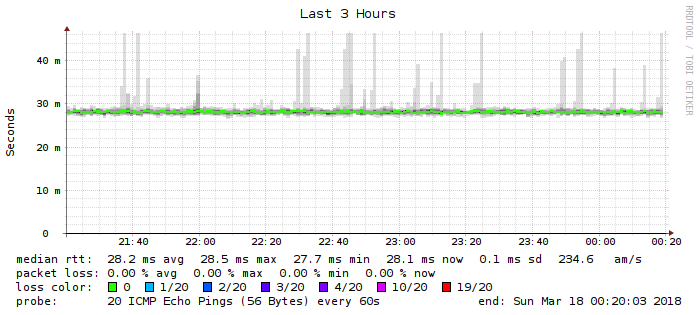 Last 3 Hours
RRDTOOL / TOBI OETIKER
Seconds
40 m
30 m
20 m
10 m
0
21:40 22:00 22:20 22:40 23:00 23:20 23:40 00:00 00:20
median rtt: 28.2 ms avg 28.5 ms max 27.7 ms min 28.1 ms now 0.1 ms sd 234.6 am/s
packet loss: 0.00 % avg 0.00 % max 0.00 % min 0.00 % now
loss color: 0 1/20 2/20 3/20 4/20 10/20 19/20
probe: 20 ICMP Echo Pings (56 Bytes) every 60s end: Sun Mar 18 00:20:03 2018